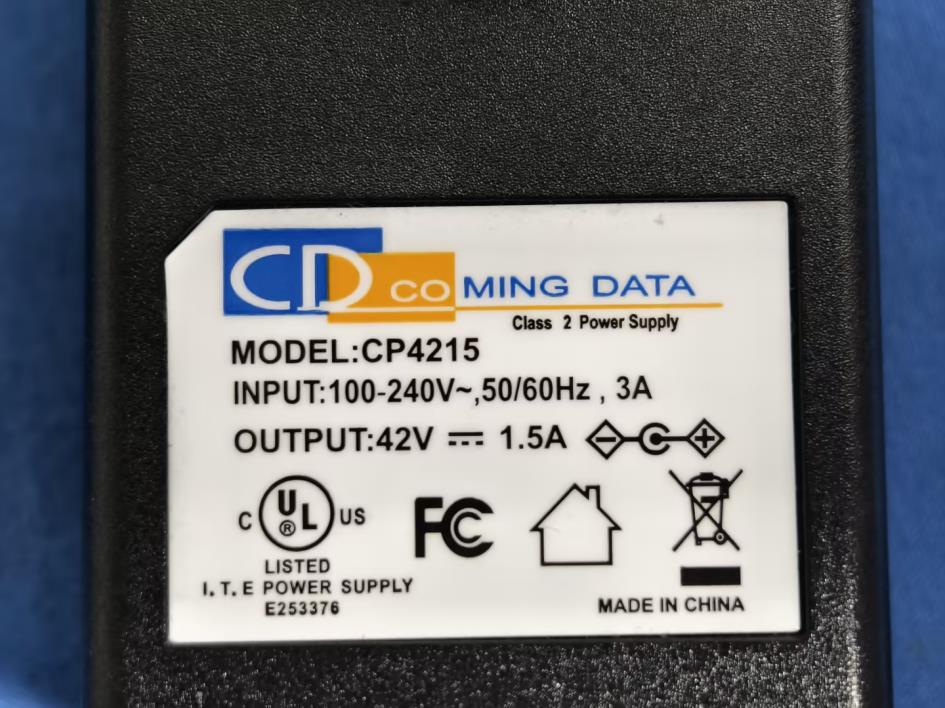 CD COMING DATA
Class 2 Power Supply
MODEL:CP4215
INPUT:100-240V~,50/60Hz , 3A
OUTPUT:42V ⎓ 1.5A
C UL ® US
FC
LISTED
I.T.E POWER SUPPLY
E253376
MADE IN CHINA